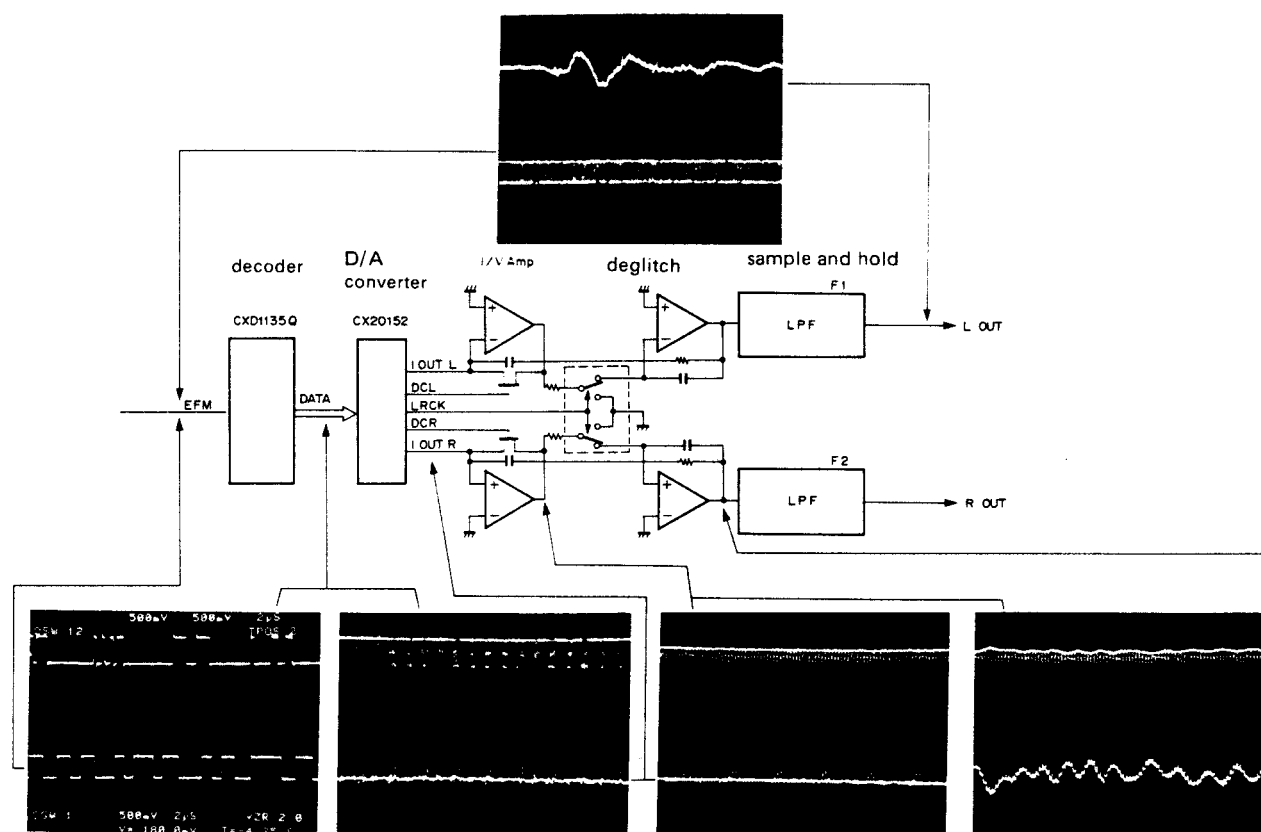 decoder
D/A
converter
I/V Amp
deglitch
sample and hold
CXD1135Q
CX20152
F1
LPF
L OUT
I OUT L
DCL
LRCK
DCR
I OUT R
EFM
DATA
F2
LPF
R OUT
+
−
+
−
+
−
+
−
500mV 500mV 2µS
500mV 2µS